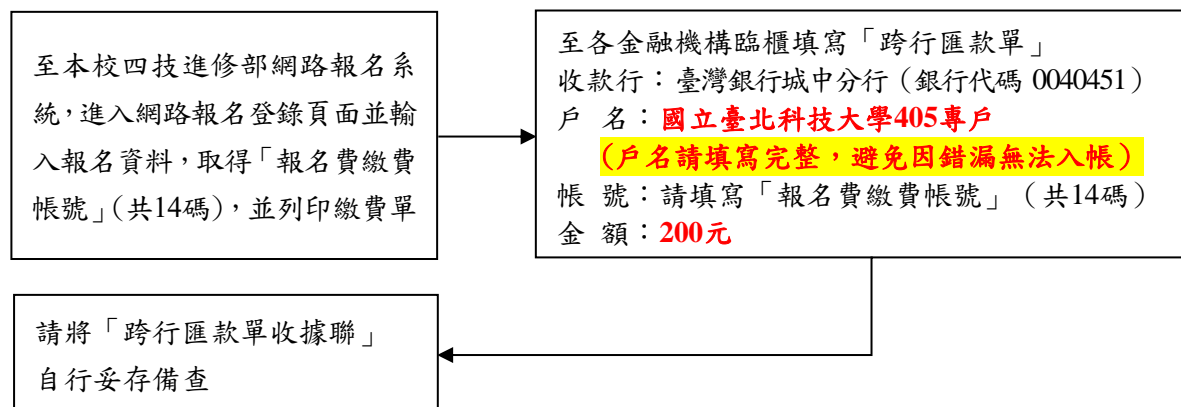 至本校四技進修部網路報名系
統，進入網路報名登錄頁面並輸
入報名資料，取得「報名費繳費
帳號」(共14碼)，並列印繳費單
至各金融機構臨櫃填寫「跨行匯款單」
收款行：臺灣銀行城中分行（銀行代碼 0040451）
戶 名：國立臺北科技大學405專戶
(戶名請填寫完整，避免因錯漏無法入帳)
帳 號：請填寫「報名費繳費帳號」（共14碼）
金 額：200元
請將「跨行匯款單收據聯」
自行妥存備查